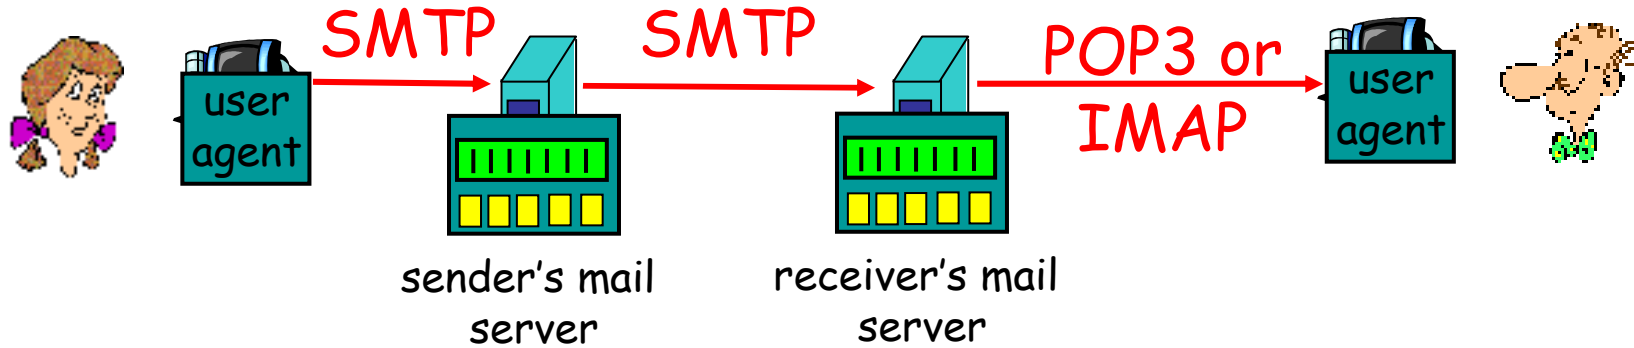 SMTP
SMTP
POP3 or
IMAP
user
agent
user
agent
sender's mail
server
receiver's mail
server